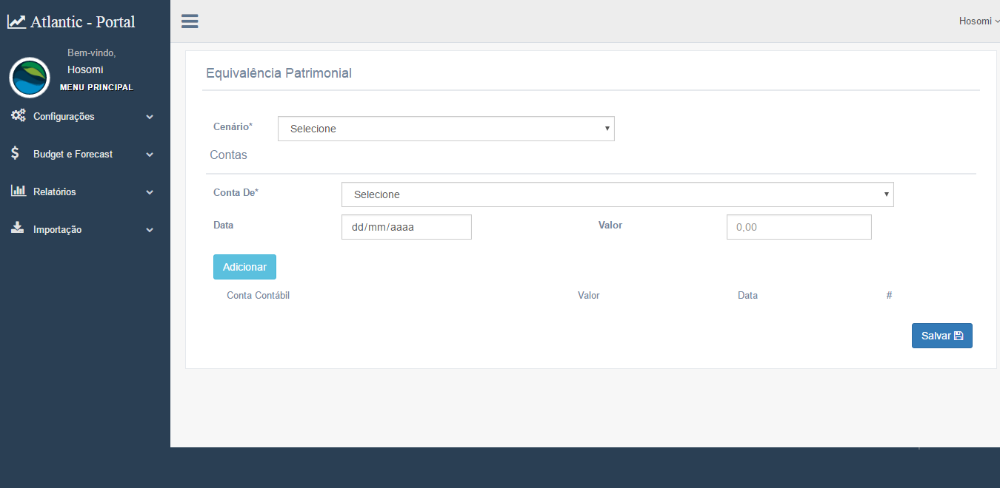 Atlantic - Portal
Hosomi
Bem-vindo,
Hosomi
MENU PRINCIPAL
Configurações
Budget e Forecast
Relatórios
Importação
Equivalência Patrimonial
Cenário* Selecione
Contas
Conta De* Selecione
Data dd/mm/aaaa Valor 0,00
Adicionar
Conta Contábil Valor Data #
Salvar